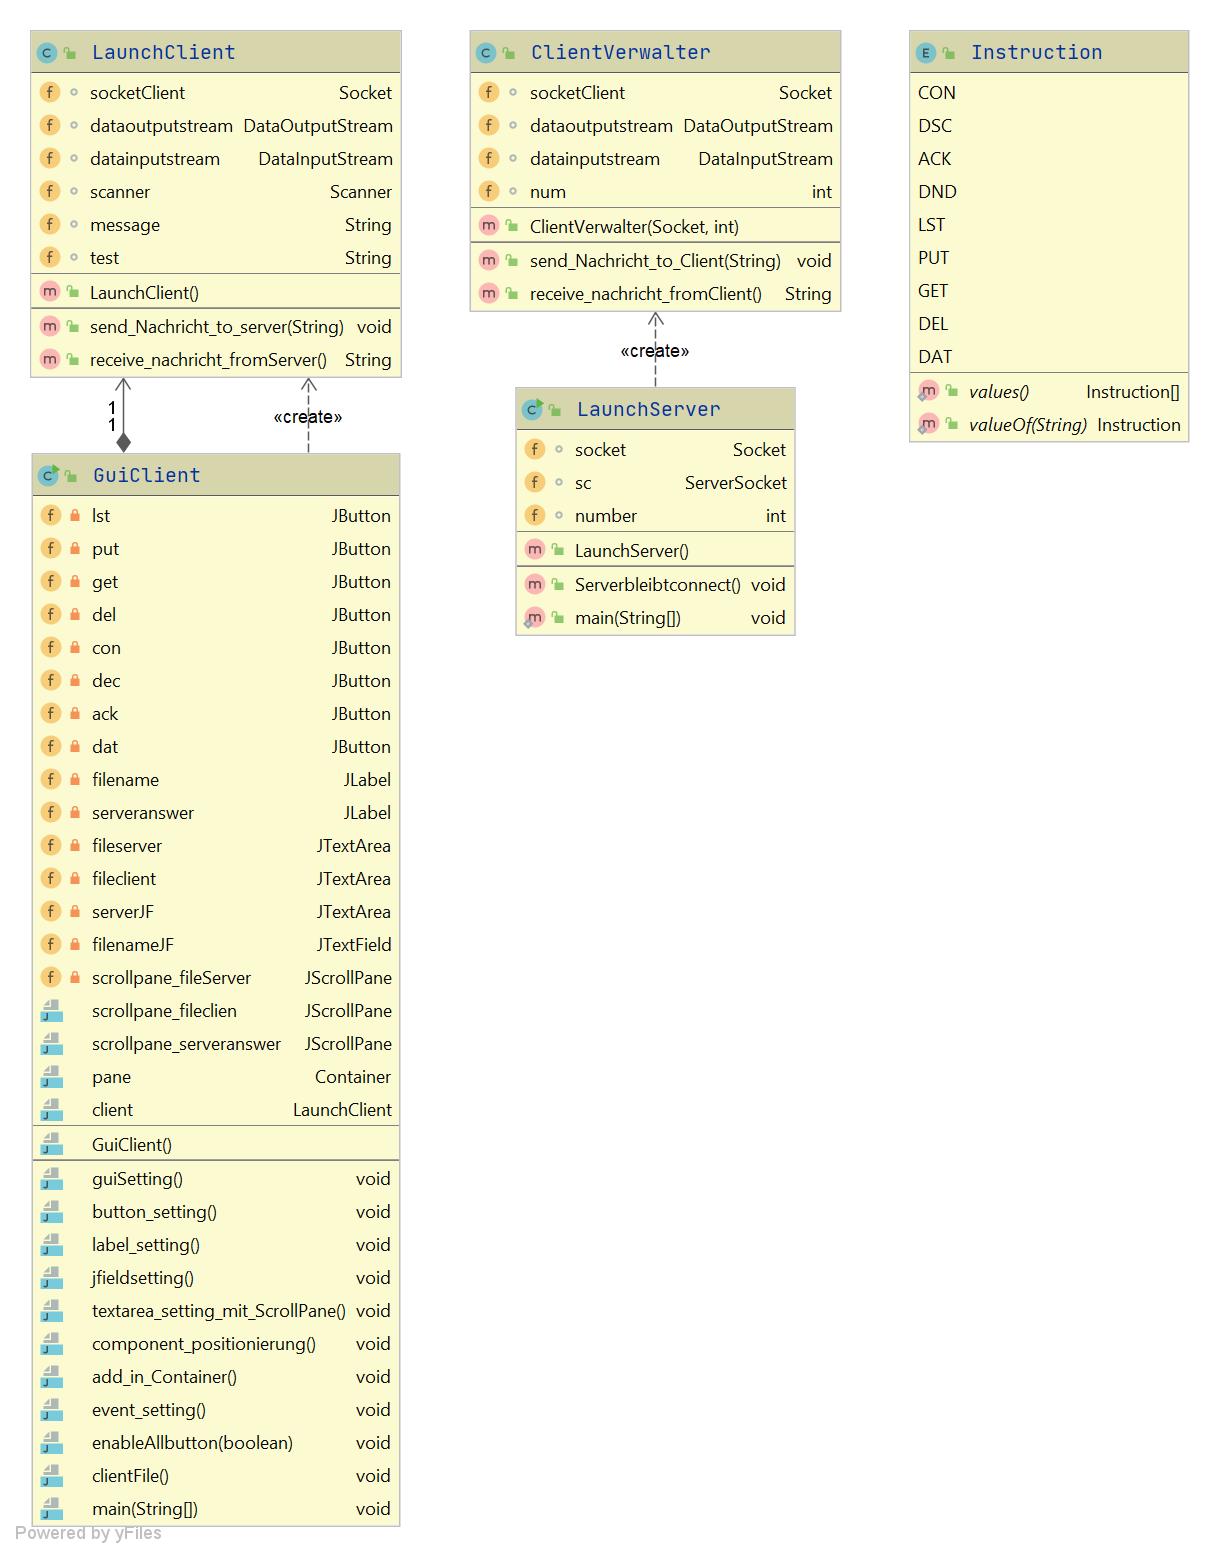 LaunchClient
socketClient Socket
dataoutputstream DataOutputStream
datainputstream DataInputStream
scanner Scanner
message String
test String
LaunchClient()
send_Nachricht_to_server(String) void
receive_nachricht_fromServer() String
1
1
«create»
GuiClient
lst JButton
put JButton
get JButton
del JButton
con JButton
dec JButton
ack JButton
dat JButton
filename JLabel
serveranswer JLabel
fileserver JTextArea
fileclient JTextArea
serverJF JTextArea
filenameJF JTextField
scrollpane_fileServer JScrollPane
scrollpane_fileclien JScrollPane
scrollpane_serveranswer JScrollPane
pane Container
client LaunchClient
GuiClient()
guiSetting() void
button_setting() void
label_setting() void
jfieldsetting() void
textarea_setting_mit_ScrollPane() void
component_positionierung() void
add_in_Container() void
event_setting() void
enableAllbutton(boolean) void
clientFile() void
main(String[]) void
ClientVerwalter
socketClient Socket
dataoutputstream DataOutputStream
datainputstream DataInputStream
num int
ClientVerwalter(Socket, int)
send_Nachricht_to_Client(String) void
receive_nachricht_fromClient() String
«create»
LaunchServer
socket Socket
sc ServerSocket
number int
LaunchServer()
Serverbleibtconnect() void
main(String[]) void
Instruction
CON
DSC
ACK
DND
LST
PUT
GET
DEL
DAT
values() Instruction[]
valueOf(String) Instruction
Powered by yFiles